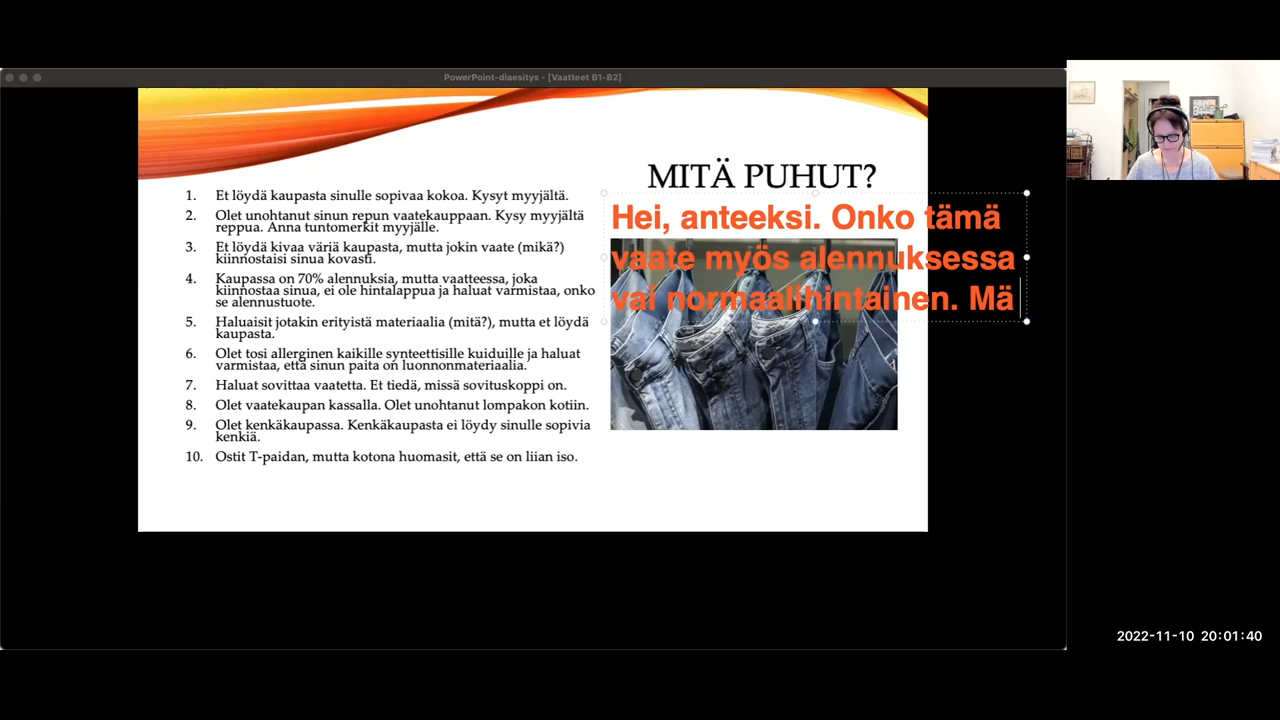 PowerPoint-diaesitys - [Vaatteet B1-B2]
MITÄ PUHUT?
1. Et löydä kaupasta sinulle sopivaa kokoa. Kysyt myyjältä.
2. Olet unohtanut sinun repun vaatekauppaan. Kysy myyjältä
reppua. Anna tuntomerkit myyjälle.
3. Et löydä kivaa väriä kaupasta, mutta jokin vaate (mikä?)
kiinnostaisi sinua kovasti.
4. Kaupassa on 70% alennuksia, mutta vaatteessa, joka
kiinnostaa sinua, ei ole hintalappua ja haluat varmistaa, onko
se alennustuote.
5. Haluaisit jotakin erityistä materiaalia (mitä?), mutta et löydä
kaupasta.
6. Olet tosi allerginen kaikille synteettisille kuiduille ja haluat
varmistaa, että sinun paita on luonnonmateriaalia.
7. Haluat sovittaa vaatetta. Et tiedä, missä sovituskoppi on.
8. Olet vaatekaupan kassalla. Olet unohtanut lompakon kotiin.
9. Olet kenkäkaupassa. Kenkäkaupasta ei löydy sinulle sopivia
kenkiä.
10. Ostit T-paidan, mutta kotona huomasit, että se on liian iso.
Hei, anteeksi. Onko tämä
vaate myös alennuksessa
vai normaalihintainen. Mä
2022-11-10 20:01:40